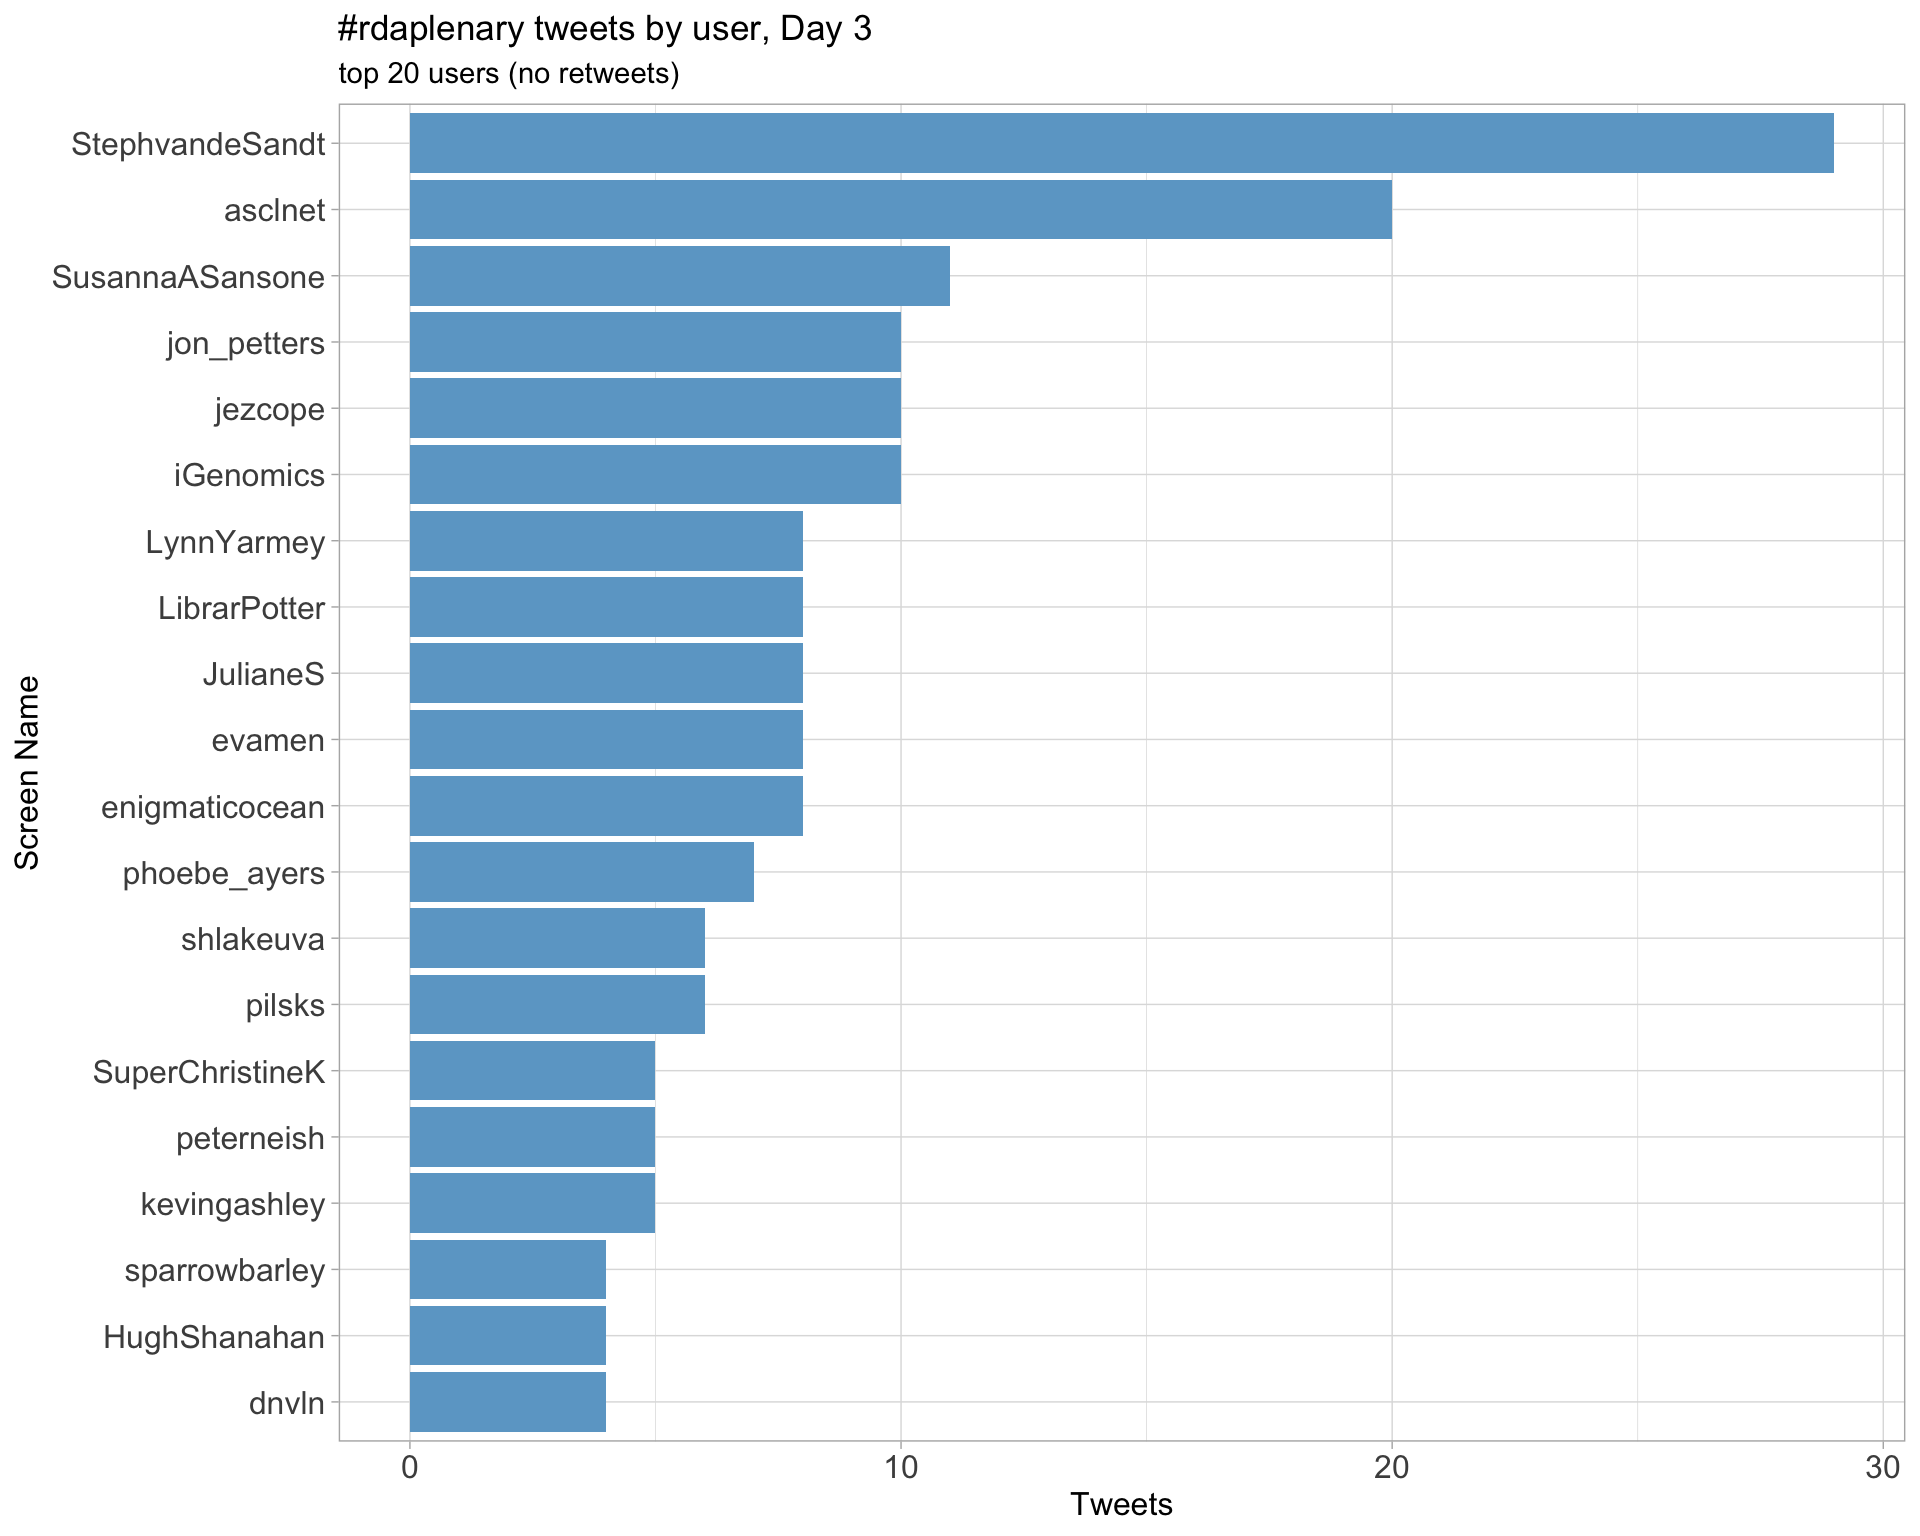 #rdaplenary tweets by user, Day 3
top 20 users (no retweets)
StephvandeSandt
asclnet
SusannaASansone
jon_petters
jezcope
iGenomics
LynnYarmey
LibrarPotter
JulianeS
evamen
enigmaticocean
phoebe_ayers
shlakeuva
pilsks
SuperChristineK
peterneish
kevingashley
sparrowbarley
HughShanahan
dnvln
Screen Name
0 10 20 30
Tweets